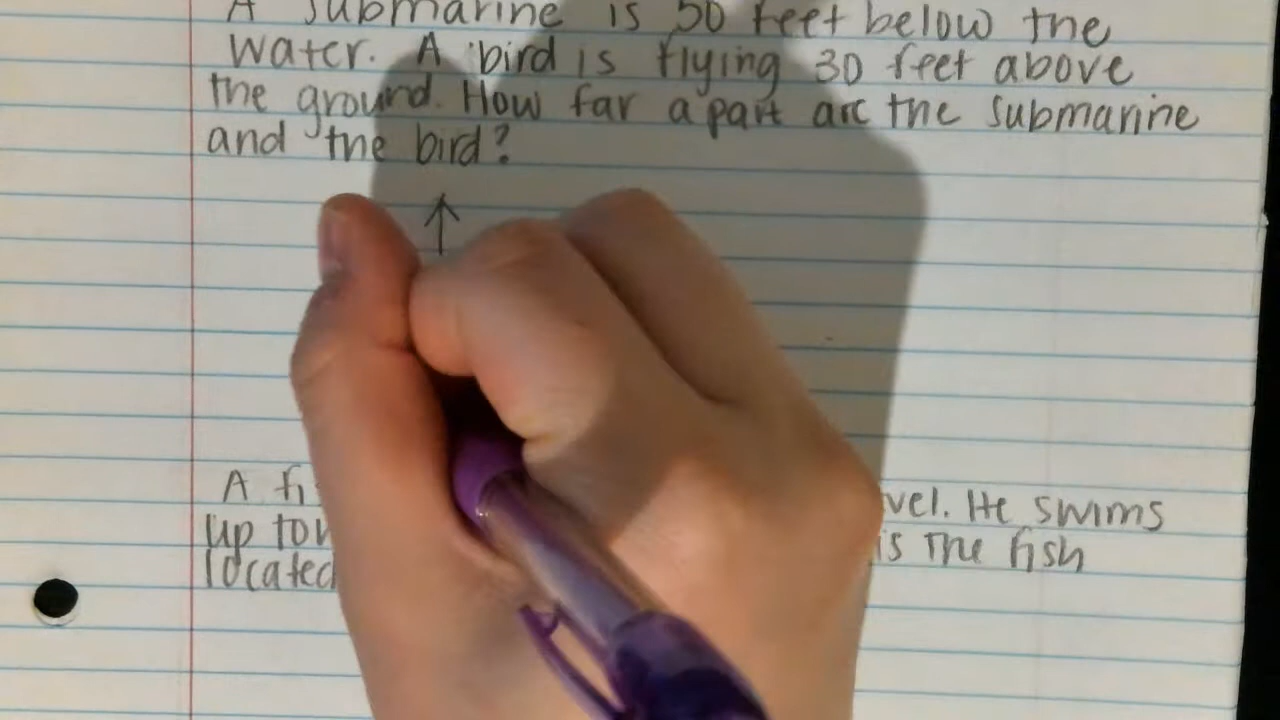 A submarine is 50 feet below the
water. A bird is flying 30 feet above
the ground. How far apart are the submarine
and the bird?
A fi vel. He swims
up tow is the fish
located